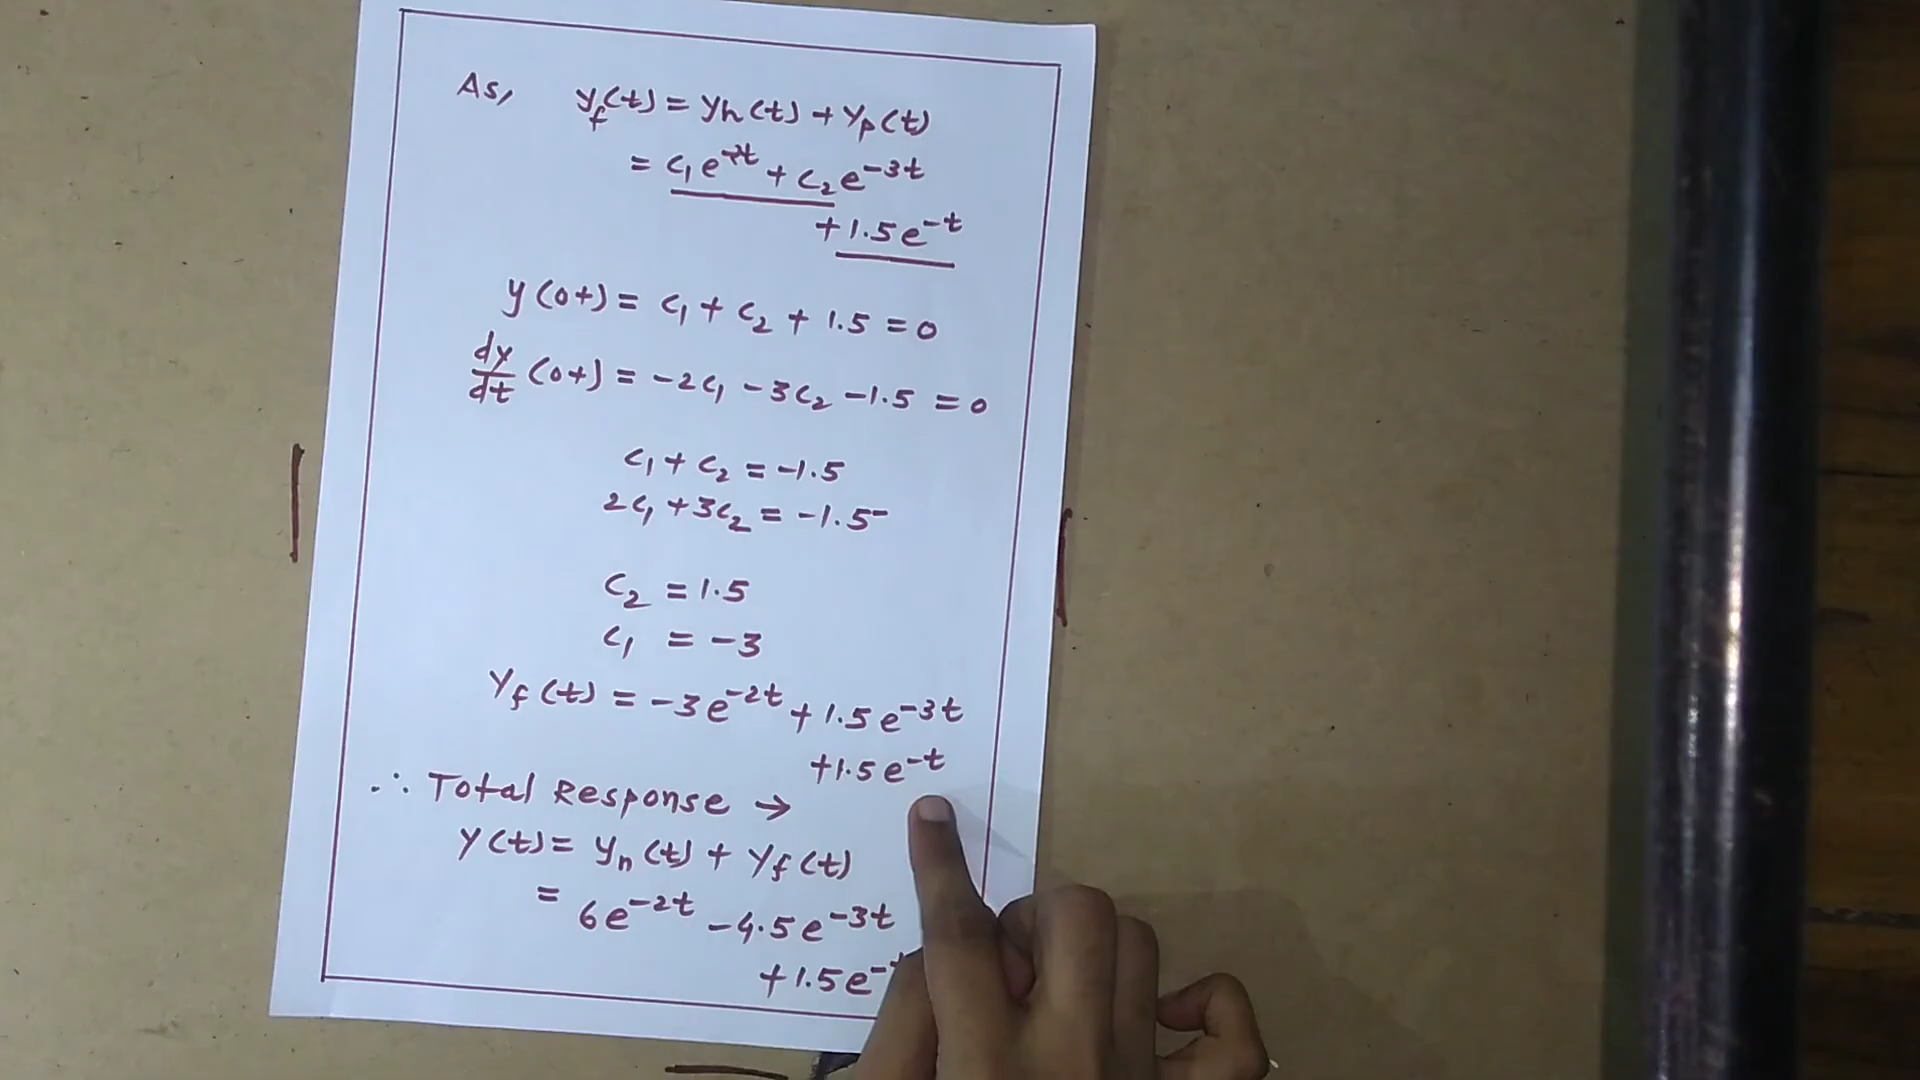 As, yf(t) = yh(t) + yp(t)
= c₁e⁻²ᵗ + c₂e⁻³ᵗ
+1.5e⁻ᵗ
y(0+) = c₁ + c₂ + 1.5 = 0
dy/dt (0+) = -2c₁ -3c₂ -1.5 = 0
c₁ + c₂ = -1.5
2c₁ +3c₂ = -1.5
c₂ = 1.5
c₁ = -3
yf(t) = -3e⁻²ᵗ + 1.5e⁻³ᵗ
+1.5e⁻ᵗ
∴ Total Response →
y(t) = yn(t) + yf(t)
= 6e⁻²ᵗ -4.5e⁻³ᵗ
+1.5e⁻